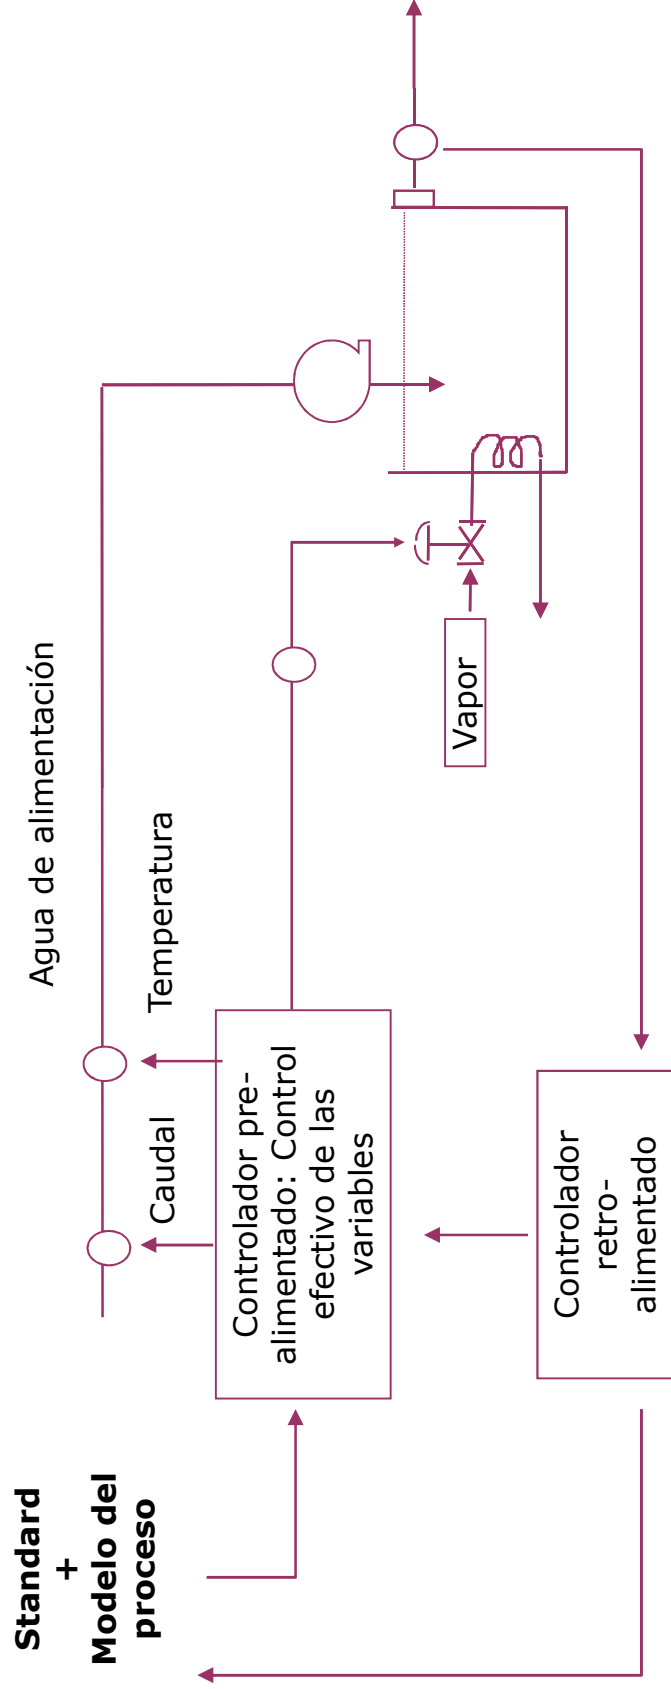 Standard
+
Modelo del
proceso
Agua de alimentación
Caudal
Temperatura
Controlador pre-
alimentado: Control
efectivo de las
variables
Vapor
Controlador
retro-
alimentado